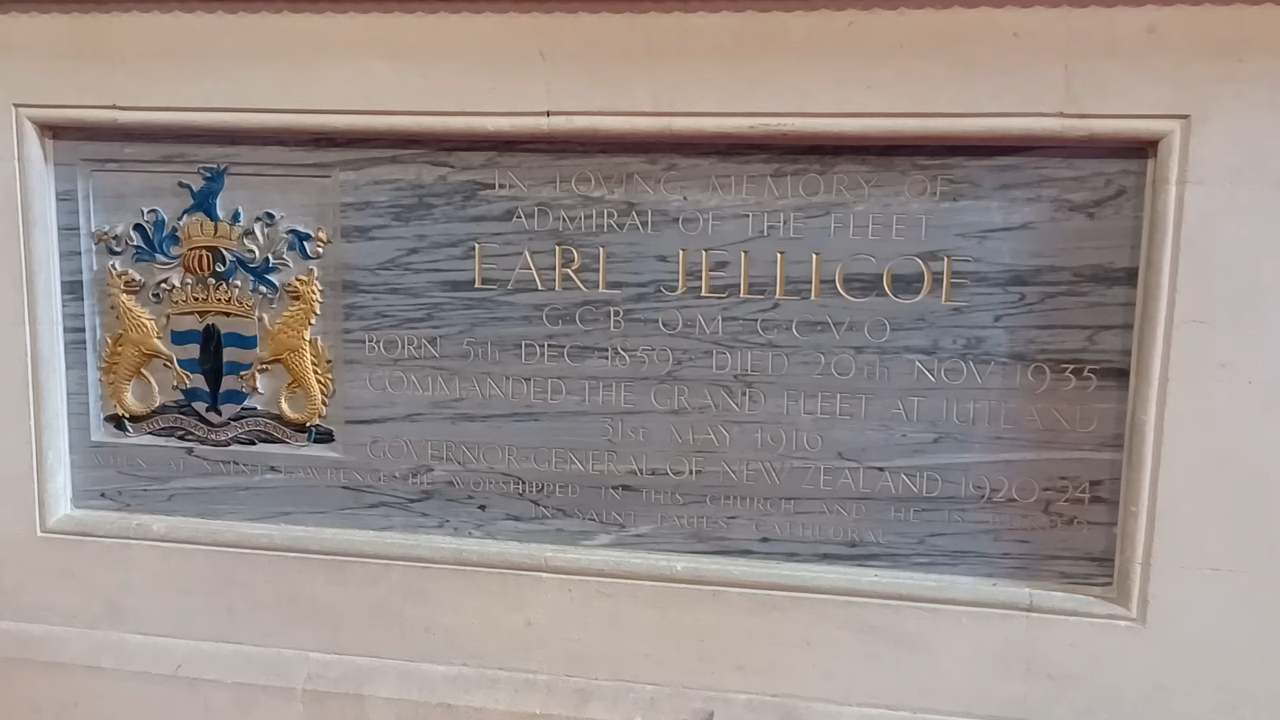 IN LOVING MEMORY OF
ADMIRAL OF THE FLEET
EARL JELLICOE
G·C·B · O·M · G·C·V·O
BORN 5th DEC · 1859 · DIED 20th NOV 1935
COMMANDED THE GRAND FLEET AT JUTLAND
31st MAY 1916
GOVERNOR-GENERAL OF NEW ZEALAND 1920-24
WHEN AT SAINT LAWRENCE HE WORSHIPPED IN THIS CHURCH AND HE IS BURIED
IN SAINT PAULS CATHEDRAL